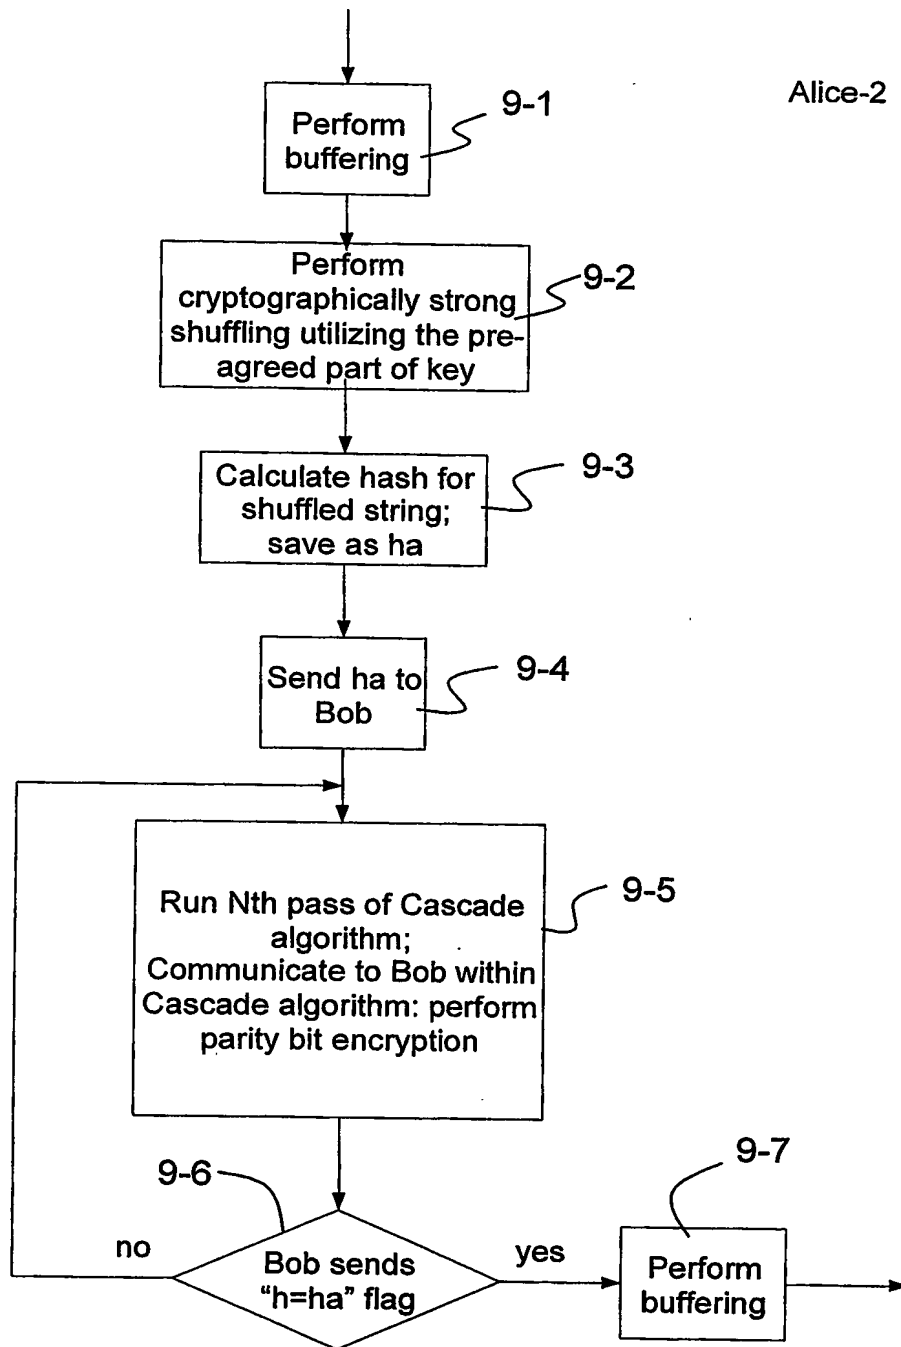 Alice-2
9-1
Perform
buffering
9-2
Perform
cryptographically strong
shuffling utilizing the pre-
agreed part of key
9-3
Calculate hash for
shuffled string;
save as ha
9-4
Send ha to
Bob
9-5
Run Nth pass of Cascade
algorithm;
Communicate to Bob within
Cascade algorithm: perform
parity bit encryption
9-6
9-7
no
Bob sends
“h=ha” flag
yes
Perform
buffering